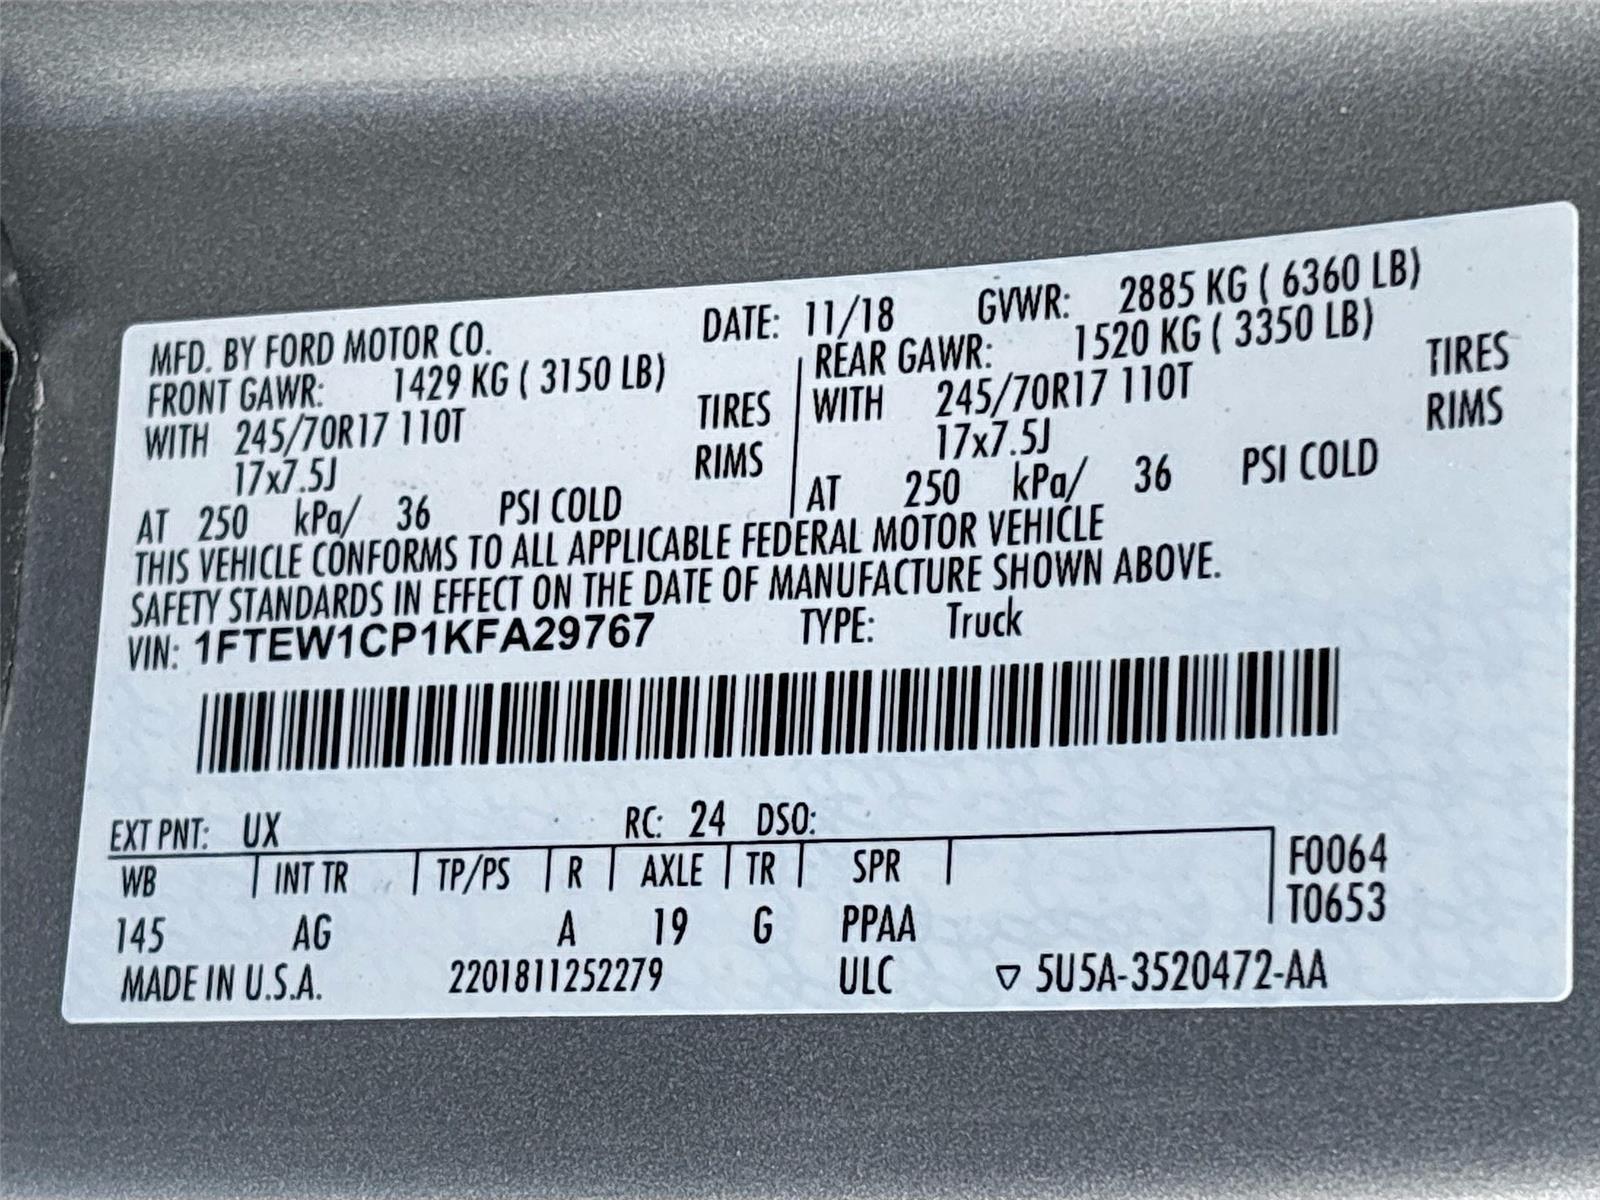 MFD. BY FORD MOTOR CO. DATE: 11/18 GVWR: 2885 KG ( 6360 LB)
FRONT GAWR: 1429 KG ( 3150 LB) REAR GAWR: 1520 KG ( 3350 LB)
WITH 245/70R17 110T TIRES WITH 245/70R17 110T TIRES
17x7.5J RIMS 17x7.5J RIMS
AT 250 kPa/ 36 PSI COLD AT 250 kPa/ 36 PSI COLD
THIS VEHICLE CONFORMS TO ALL APPLICABLE FEDERAL MOTOR VEHICLE
SAFETY STANDARDS IN EFFECT ON THE DATE OF MANUFACTURE SHOWN ABOVE.
VIN: 1FTEW1CP1KFA29767 TYPE: Truck
EXT PNT: UX RC: 24 DSO:
WB INT TR TP/PS R AXLE TR SPR F0064
T0653
145 AG A 19 G PPAA
MADE IN U.S.A. 2201811252279 ULC ▽ 5U5A-3520472-AA